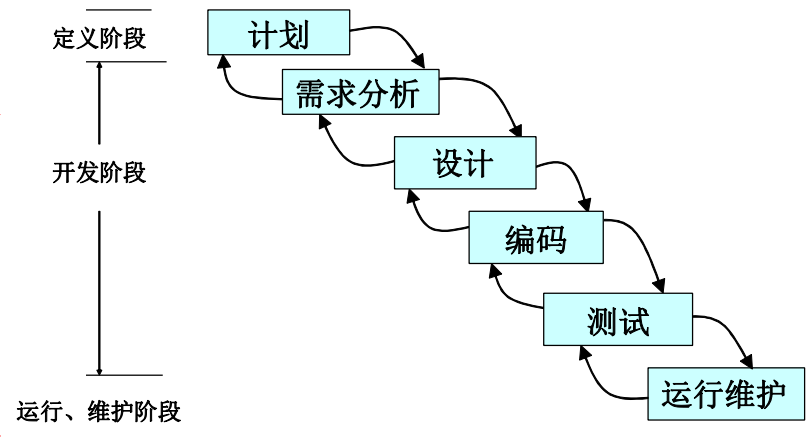 定义阶段
计划
需求分析
设计
开发阶段
编码
测试
运行维护
运行、维护阶段